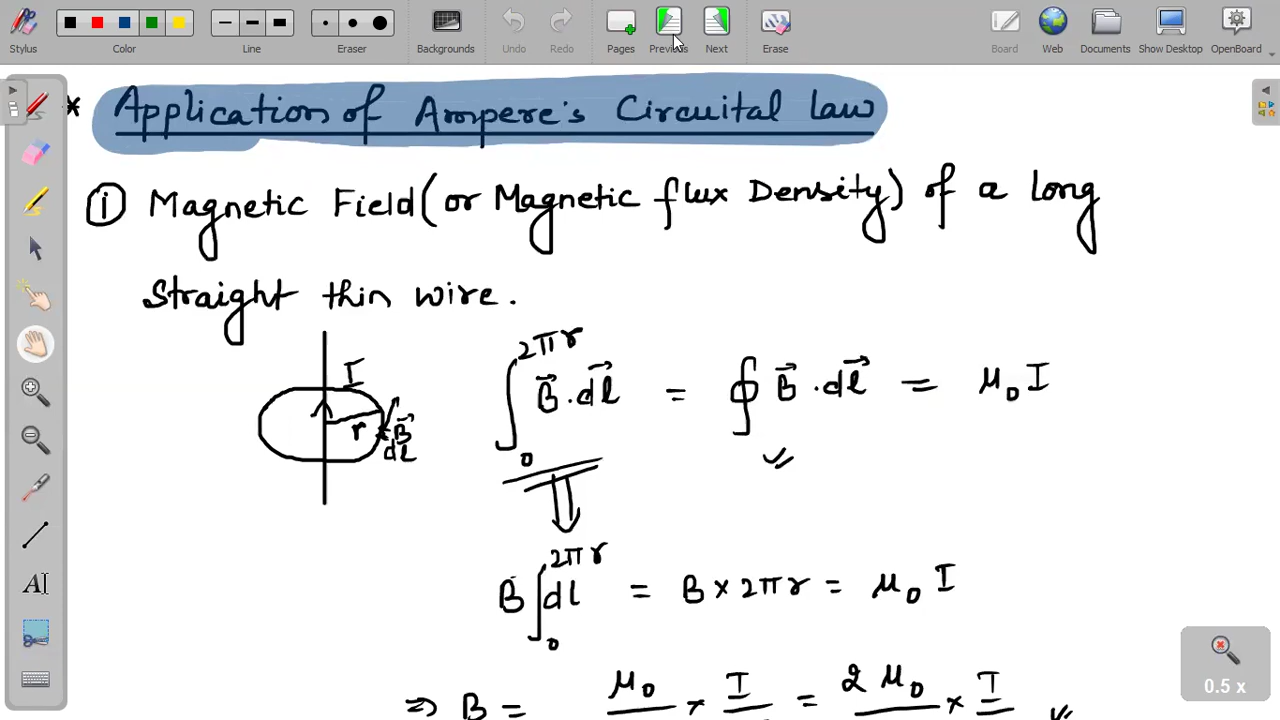 Stylus Color Line Eraser Backgrounds Undo Redo Pages Previous Next Erase Board Web Documents Show Desktop OpenBoard
* Application of Ampere's Circuital law
(i) Magnetic Field (or Magnetic flux Density) of a long
Straight thin wire.
I
r B⃗
dl
∫₀^{2πr} B⃗ . dl⃗ = ∮ B⃗ . dl⃗ = μ₀I
B ∫₀^{2πr} dl = B × 2πr = μ₀ I
⇒ B = μ₀ × I = 2 μ₀ × I
0.5 x